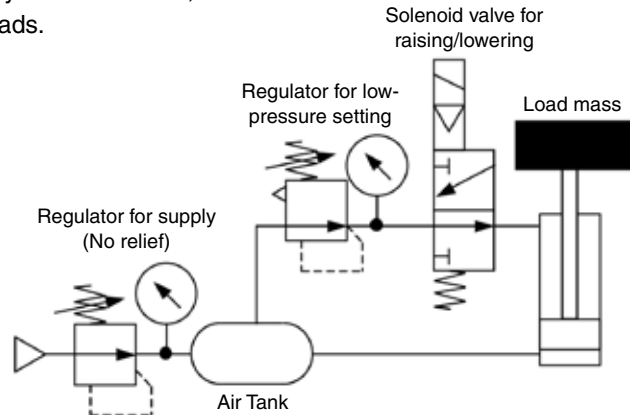 ads.
Solenoid valve for
raising/lowering
Regulator for low-
pressure setting
Load mass
Regulator for supply
(No relief)
Air Tank